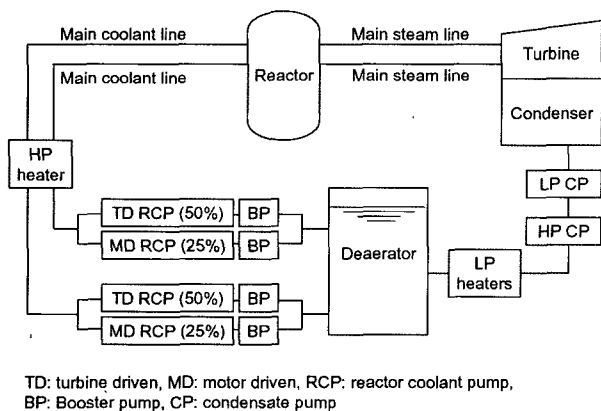 Main coolant line
Main steam line
Main coolant line
Main steam line
Reactor
Turbine
Condenser
HP
heater
LP CP
HP CP
TD RCP (50%)
BP
MD RCP (25%)
BP
Deaerator
LP
heaters
TD RCP (50%)
BP
MD RCP (25%)
BP
TD: turbine driven, MD: motor driven, RCP: reactor coolant pump,
BP: Booster pump, CP: condensate pump